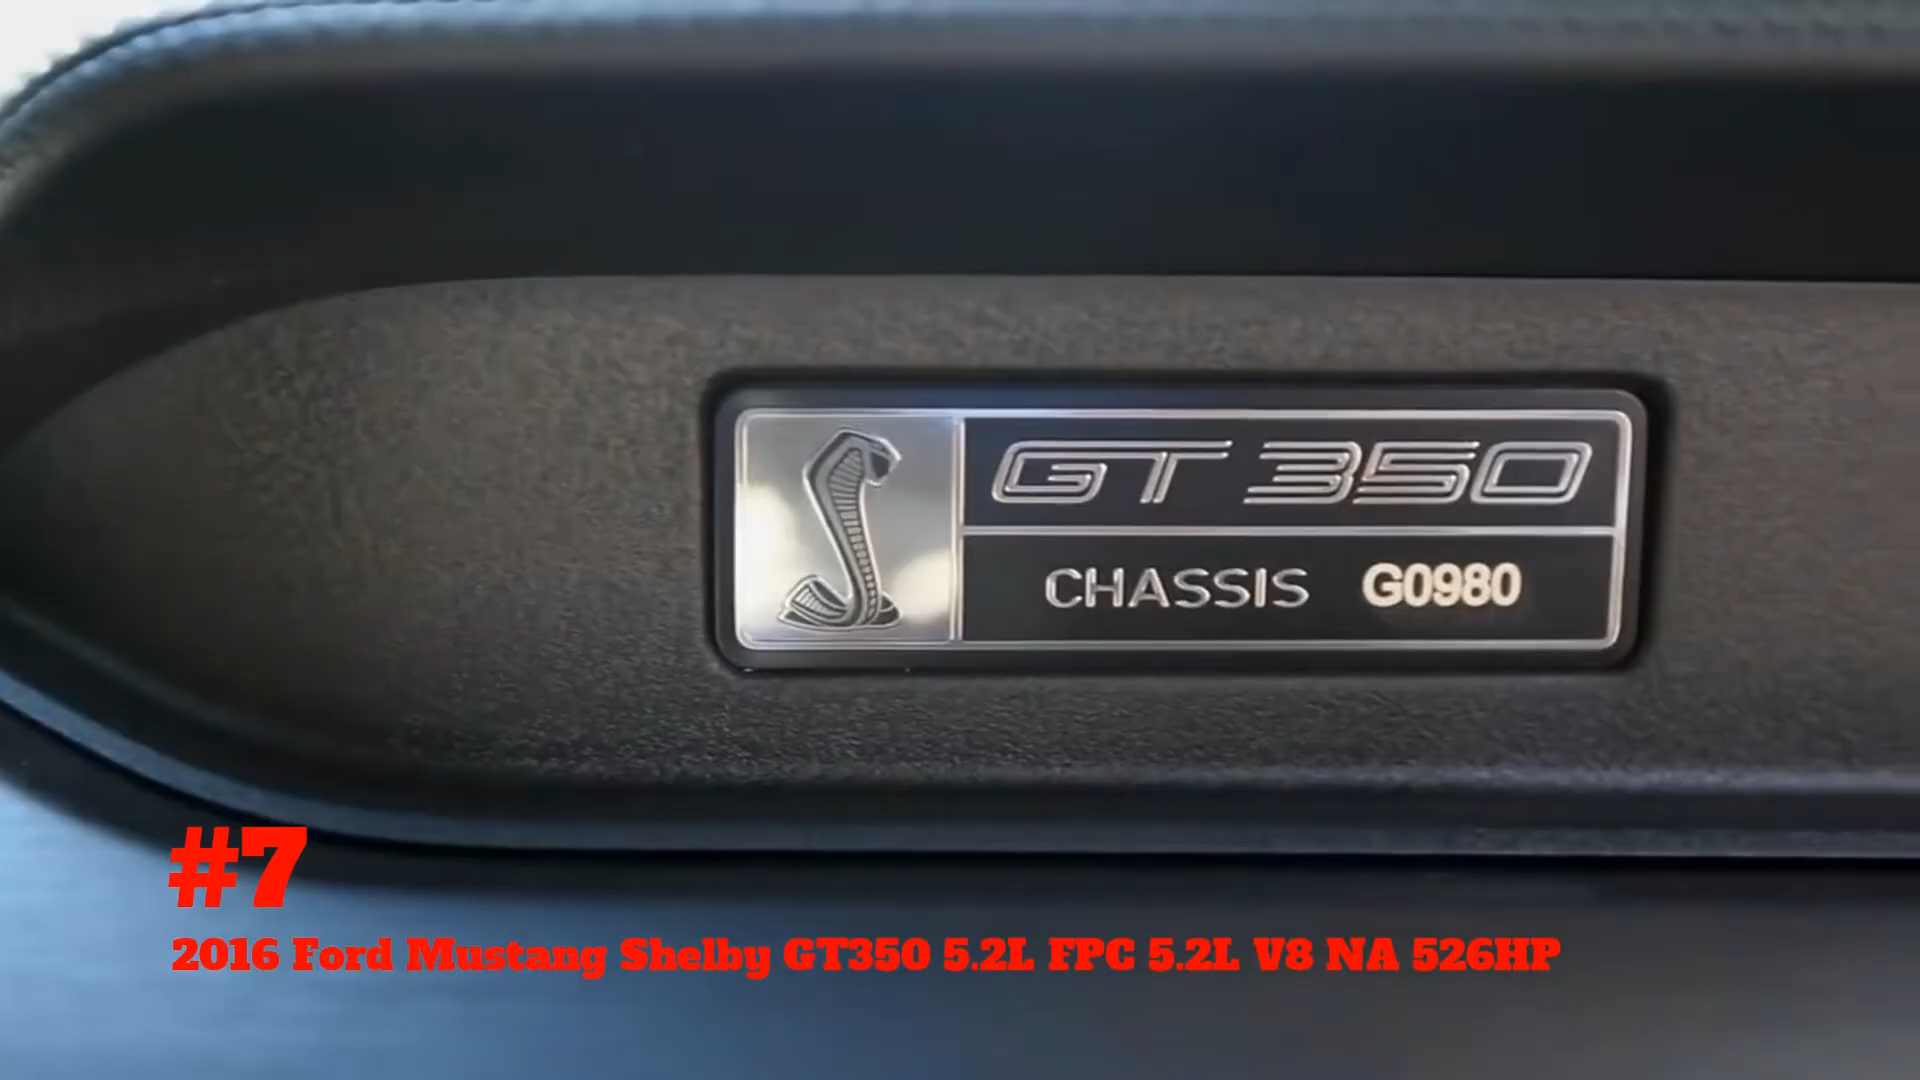 GT 350
CHASSIS G0980
#7
2016 Ford Mustang Shelby GT350 5.2L FPC 5.2L V8 NA 526HP